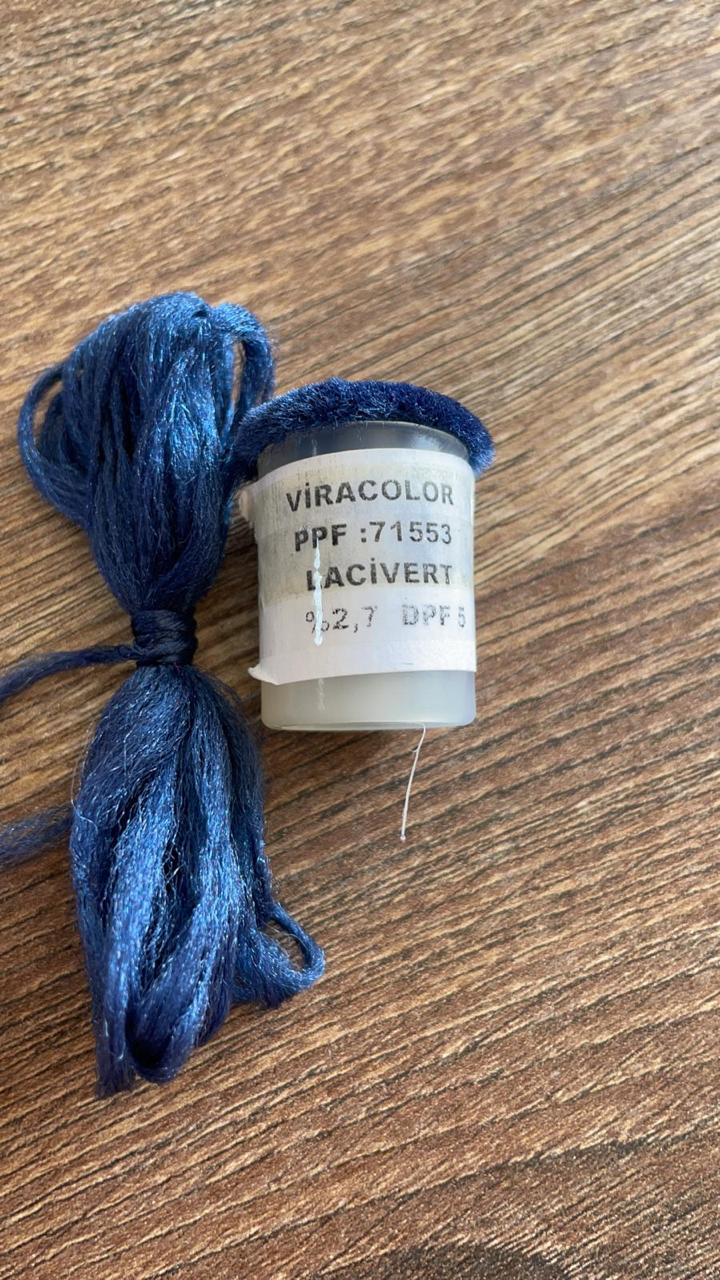 VİRACOLOR
PPF :71553
LACİVERT
%2,7 DPF 5